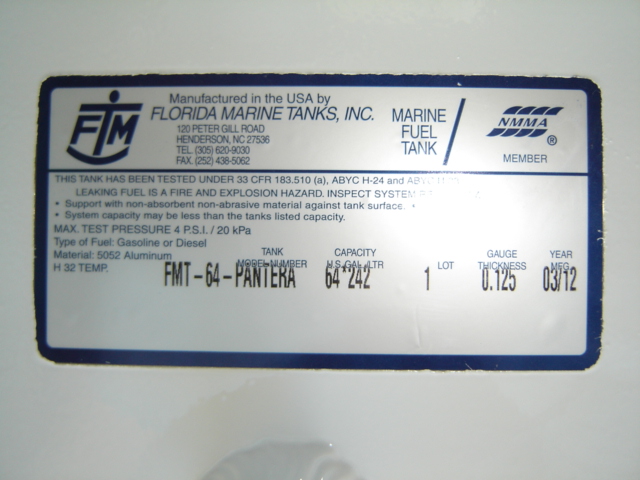 FTM
Manufactured in the USA by
FLORIDA MARINE TANKS, INC.
120 PETER GILL ROAD
HENDERSON, NC 27536
TEL. (305) 620-9030
FAX. (252) 438-5062
MARINE
FUEL
TANK
NMMA ®
MEMBER
THIS TANK HAS BEEN TESTED UNDER 33 CFR 183.510 (a), ABYC H-24 and
LEAKING FUEL IS A FIRE AND EXPLOSION HAZARD. INSPECT SYSTEM
• Support with non-absorbent non-abrasive material against tank surface. •
• System capacity may be less than the tanks listed capacity.
MAX. TEST PRESSURE 4 P.S.I. / 20 kPa
Type of Fuel: Gasoline or Diesel
Material: 5052 Aluminum
H 32 TEMP.
TANK MODEL NUMBER
CAPACITY U.S. GAL./LTR
LOT
GAUGE THICKNESS
YEAR MFG.
FMT-64-PANTERA 64*242 1 0.125 03/12